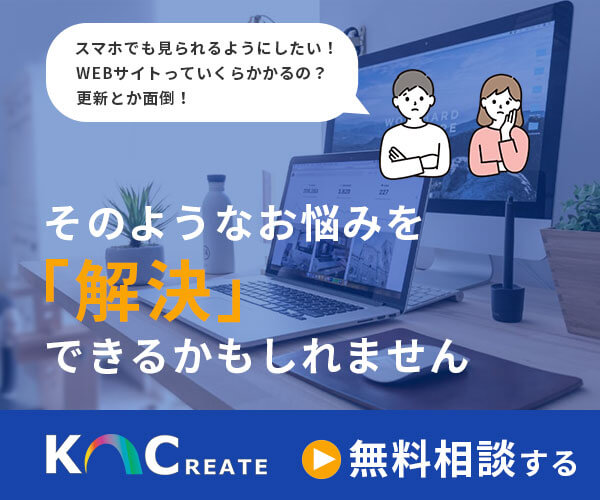 スマホでも見られるようにしたい！
WEBサイトっていくらかかるの？
更新とか面倒！
そのようなお悩みを
「解決」
できるかもしれません
KNCREATE
無料相談する